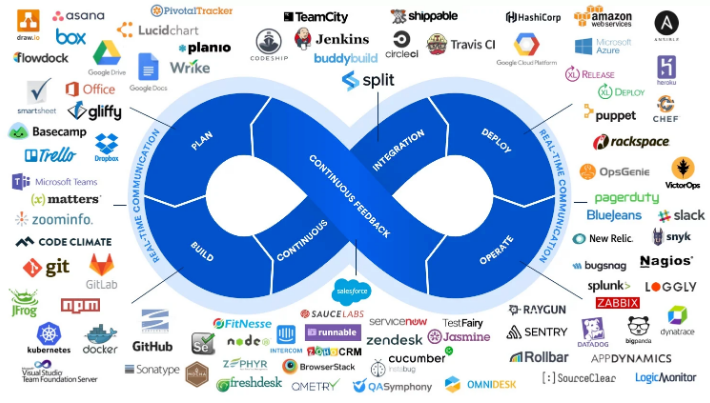 draw.io
asana
PivotalTracker
TeamCity
shippable
HashiCorp
amazon
webservices
ANSIBLE
box
Lucidchart
planio
CODESHIP
Jenkins
circleci
Travis CI
Google Cloud Platform
Microsoft
Azure
flowdock
Google Drive
Google Docs
Wrike
buddybuild
split
XL RELEASE
heroku
smartsheet
Office
gliffy
XL DEPLOY
puppet
CHEF
Basecamp
Trello
Dropbox
rackspace
Microsoft Teams
(x) matters
zoominfo.
OpsGenie
VictorOps
pagerduty
BlueJeans
slack
REAL-TIME COMMUNICATION
PLAN
BUILD
CONTINUOUS
INTEGRATION
CONTINUOUS FEEDBACK
DEPLOY
OPERATE
REAL-TIME COMMUNICATION
CODE CLIMATE
git
GitLab
New Relic.
snyk
bugsnag
Nagios
splunk>
LOGGLY
ZABBIX
JFrog
npm
salesforce
SAUCELABS
servicenow
TestFairy
RAYGUN
dynatrace
kubernetes
docker
GitHub
FitNesse
Se
node
INTERCOM
runnable
ZOHO CRM
zendesk
Jasmine
SENTRY
DATADOG
bigpanda
Visual Studio
Team Foundation Server
Sonatype
MOCHA
ZEPHYR
BrowserStack
cucumber
instabug
Rollbar
APPDYNAMICS
freshdesk
QMETRY
QASymphony
OMNIDESK
[:]SourceClear
LogicMonitor